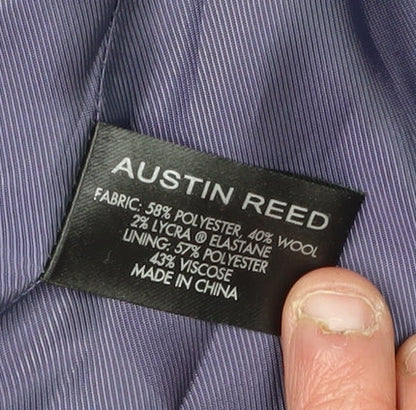 AUSTIN REED
FABRIC: 58% POLYESTER, 40% WOOL
2% LYCRA ® ELASTANE
LINING: 57% POLYESTER
43% VISCOSE
MADE IN CHINA